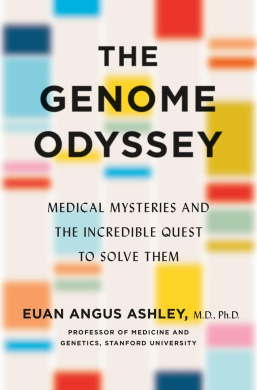 THE
GENOME
ODYSSEY
MEDICAL MYSTERIES AND
THE INCREDIBLE QUEST
TO SOLVE THEM
EUAN ANGUS ASHLEY, M.D., Ph.D.
PROFESSOR OF MEDICINE AND
GENETICS, STANFORD UNIVERSITY